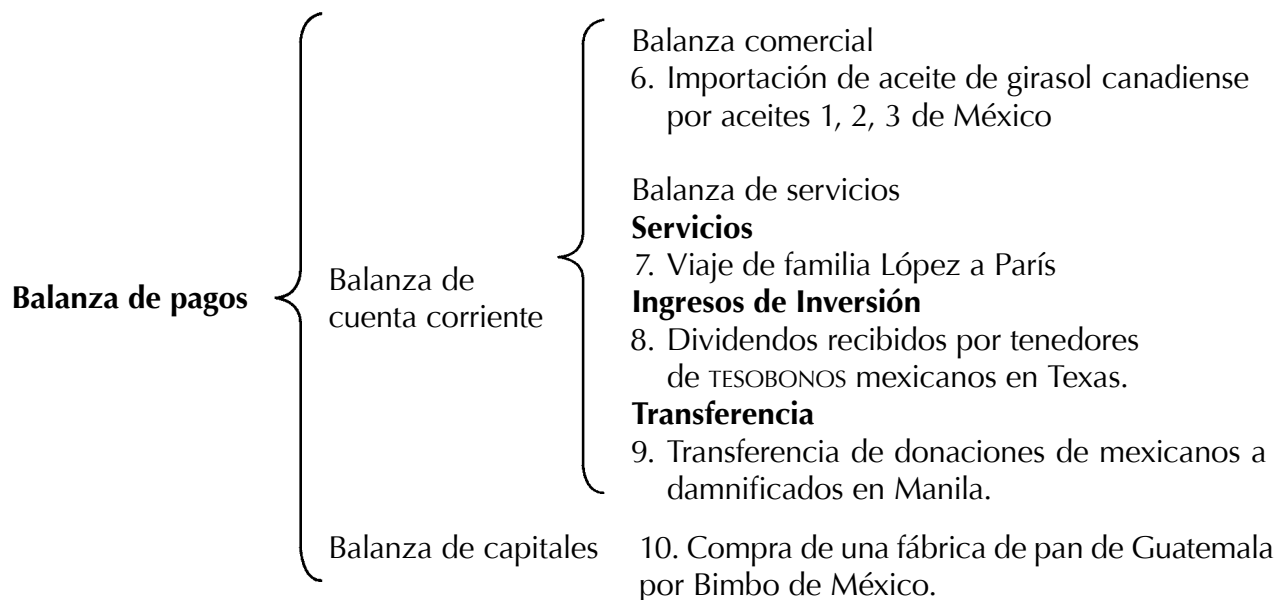 Balanza de pagos
Balanza de
cuenta corriente
Balanza comercial
6. Importación de aceite de girasol canadiense
por aceites 1, 2, 3 de México
Balanza de servicios
Servicios
7. Viaje de familia López a París
Ingresos de Inversión
8. Dividendos recibidos por tenedores
de TESOBONOS mexicanos en Texas.
Transferencia
9. Transferencia de donaciones de mexicanos a
damnificados en Manila.
Balanza de capitales
10. Compra de una fábrica de pan de Guatemala
por Bimbo de México.